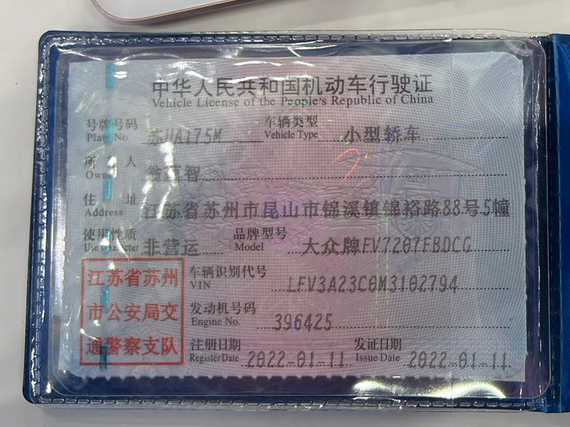 中华人民共和国机动车行驶证
Vehicle License of the People's Republic of China
号牌号码 车辆类型 小型轿车
Plate No. Vehicle Type
所有人
Owner
住址 江苏省苏州市昆山市锦溪镇锦裕路88号5幢
Address
使用性质 非营运 品牌型号 大众牌FV7207FBDCG
Use Character Model
江苏省苏州
市公安局交
通警察支队
车辆识别代号 LFV3A23C0M3102794
VIN
发动机号码 396425
Engine No.
注册日期 2022-01-11 发证日期 2022-01-11
Register Date Issue Date